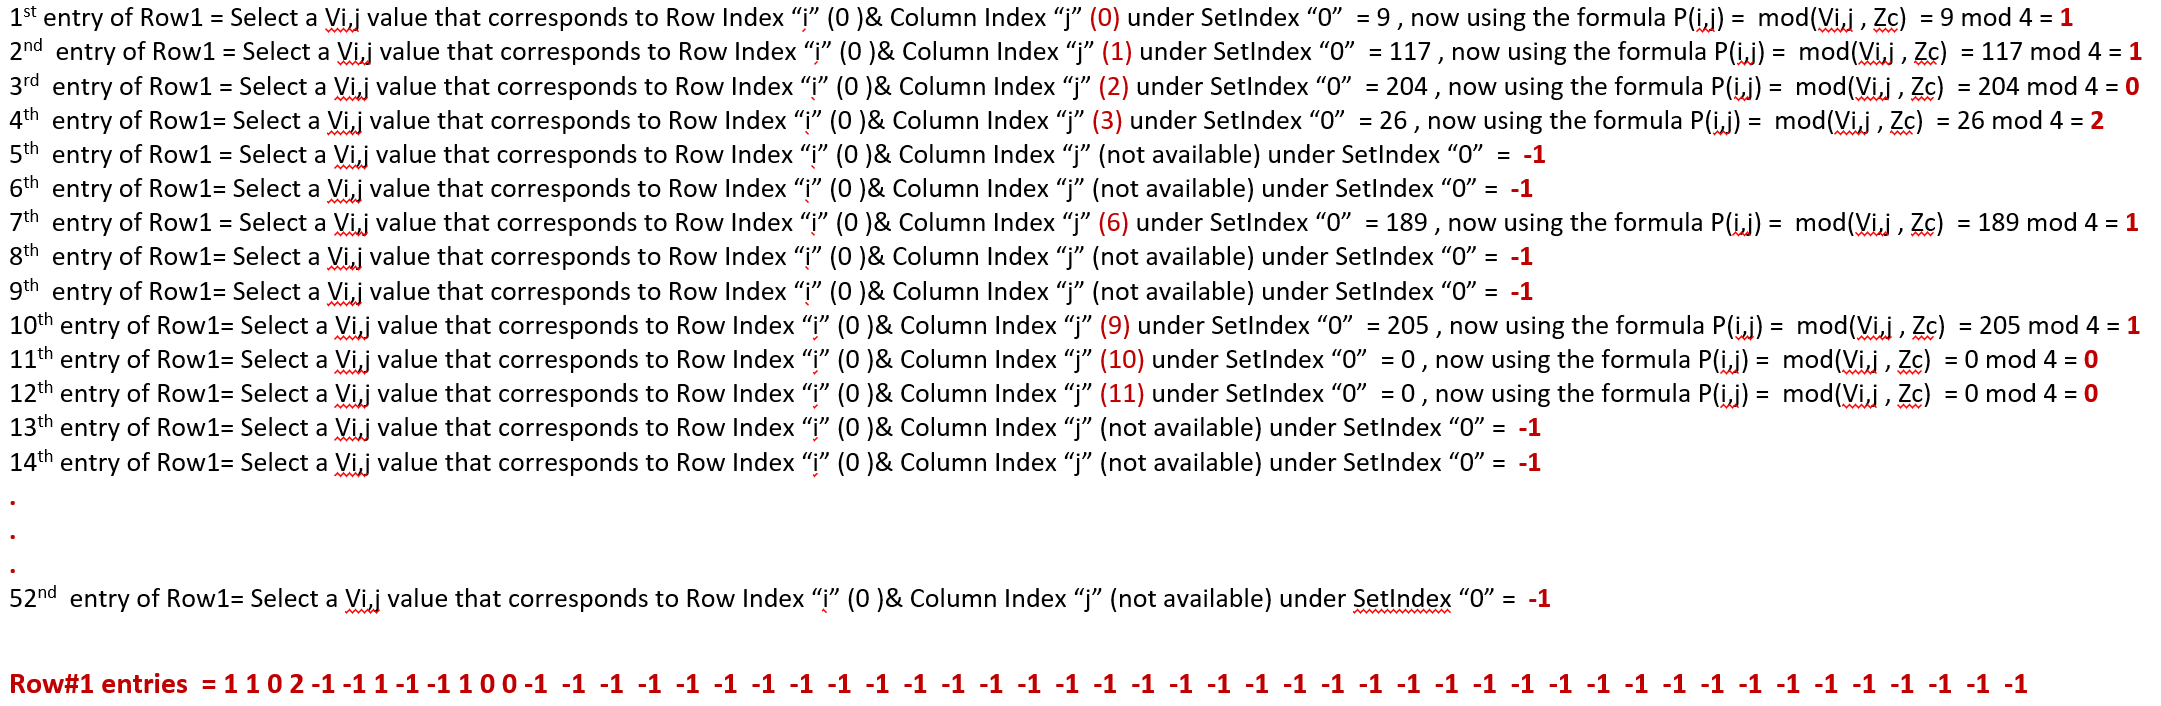 1st entry of Row1 = Select a Vi,j value that corresponds to Row Index “i” (0 )& Column Index “j” (0) under SetIndex “0” = 9 , now using the formula P(i,j) = mod(Vi,j , Zc) = 9 mod 4 = 1
2nd entry of Row1 = Select a Vi,j value that corresponds to Row Index “i” (0 )& Column Index “j” (1) under SetIndex “0” = 117 , now using the formula P(i,j) = mod(Vi,j , Zc) = 117 mod 4 = 1
3rd entry of Row1 = Select a Vi,j value that corresponds to Row Index “i” (0 )& Column Index “j” (2) under SetIndex “0” = 204 , now using the formula P(i,j) = mod(Vi,j , Zc) = 204 mod 4 = 0
4th entry of Row1= Select a Vi,j value that corresponds to Row Index “i” (0 )& Column Index “j” (3) under SetIndex “0” = 26 , now using the formula P(i,j) = mod(Vi,j , Zc) = 26 mod 4 = 2
5th entry of Row1 = Select a Vi,j value that corresponds to Row Index “i” (0 )& Column Index “j” (not available) under SetIndex “0” = -1
6th entry of Row1= Select a Vi,j value that corresponds to Row Index “i” (0 )& Column Index “j” (not available) under SetIndex “0” = -1
7th entry of Row1 = Select a Vi,j value that corresponds to Row Index “i” (0 )& Column Index “j” (6) under SetIndex “0” = 189 , now using the formula P(i,j) = mod(Vi,j , Zc) = 189 mod 4 = 1
8th entry of Row1= Select a Vi,j value that corresponds to Row Index “i” (0 )& Column Index “j” (not available) under SetIndex “0” = -1
9th entry of Row1= Select a Vi,j value that corresponds to Row Index “i” (0 )& Column Index “j” (not available) under SetIndex “0” = -1
10th entry of Row1= Select a Vi,j value that corresponds to Row Index “i” (0 )& Column Index “j” (9) under SetIndex “0” = 205 , now using the formula P(i,j) = mod(Vi,j , Zc) = 205 mod 4 = 1
11th entry of Row1= Select a Vi,j value that corresponds to Row Index “i” (0 )& Column Index “j” (10) under SetIndex “0” = 0 , now using the formula P(i,j) = mod(Vi,j , Zc) = 0 mod 4 = 0
12th entry of Row1= Select a Vi,j value that corresponds to Row Index “i” (0 )& Column Index “j” (11) under SetIndex “0” = 0 , now using the formula P(i,j) = mod(Vi,j , Zc) = 0 mod 4 = 0
13th entry of Row1= Select a Vi,j value that corresponds to Row Index “i” (0 )& Column Index “j” (not available) under SetIndex “0” = -1
14th entry of Row1= Select a Vi,j value that corresponds to Row Index “i” (0 )& Column Index “j” (not available) under SetIndex “0” = -1
.
.
.
52nd entry of Row1= Select a Vi,j value that corresponds to Row Index “i” (0 )& Column Index “j” (not available) under SetIndex “0” = -1
Row#1 entries = 1 1 0 2 -1 -1 1 -1 -1 1 0 0 -1 -1 -1 -1 -1 -1 -1 -1 -1 -1 -1 -1 -1 -1 -1 -1 -1 -1 -1 -1 -1 -1 -1 -1 -1 -1 -1 -1 -1 -1 -1 -1 -1 -1 -1 -1 -1 -1 -1 -1